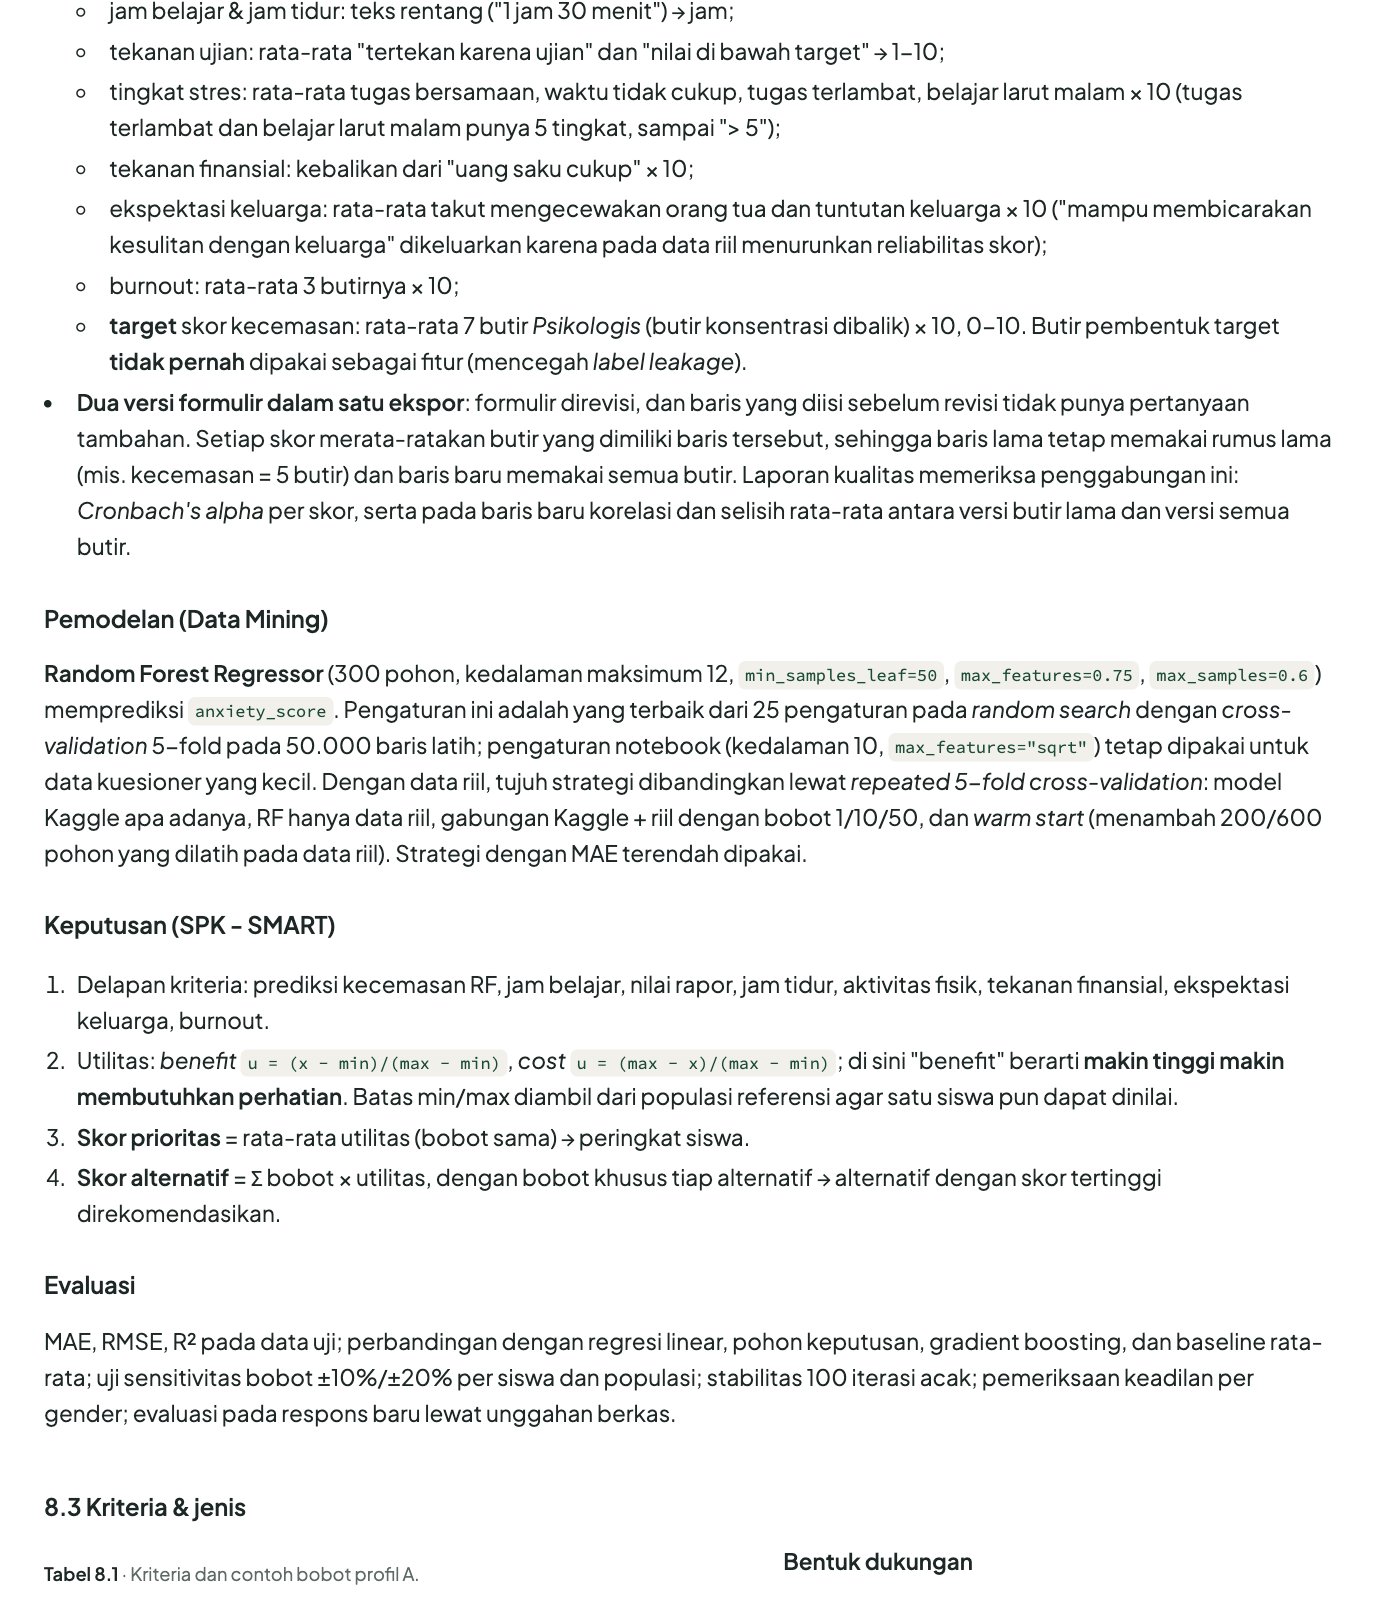 jam belajar & jam tidur: teks rentang ("1 jam 30 menit") → jam;
tekanan ujian: rata-rata "tertekan karena ujian" dan "nilai di bawah target" → 1–10;
tingkat stres: rata-rata tugas bersamaan, waktu tidak cukup, tugas terlambat, belajar larut malam × 10 (tugas
terlambat dan belajar larut malam punya 5 tingkat, sampai "> 5");
tekanan finansial: kebalikan dari "uang saku cukup" × 10;
ekspektasi keluarga: rata-rata takut mengecewakan orang tua dan tuntutan keluarga × 10 ("mampu membicarakan
kesulitan dengan keluarga" dikeluarkan karena pada data riil menurunkan reliabilitas skor);
burnout: rata-rata 3 butirnya × 10;
target skor kecemasan: rata-rata 7 butir Psikologis (butir konsentrasi dibalik) × 10, 0–10. Butir pembentuk target
tidak pernah dipakai sebagai fitur (mencegah label leakage).
Dua versi formulir dalam satu ekspor: formulir direvisi, dan baris yang diisi sebelum revisi tidak punya pertanyaan
tambahan. Setiap skor merata-ratakan butir yang dimiliki baris tersebut, sehingga baris lama tetap memakai rumus lama
(mis. kecemasan = 5 butir) dan baris baru memakai semua butir. Laporan kualitas memeriksa penggabungan ini:
Cronbach's alpha per skor, serta pada baris baru korelasi dan selisih rata-rata antara versi butir lama dan versi semua
butir.
Pemodelan (Data Mining)
Random Forest Regressor (300 pohon, kedalaman maksimum 12, min_samples_leaf=50, max_features=0.75, max_samples=0.6)
memprediksi anxiety_score. Pengaturan ini adalah yang terbaik dari 25 pengaturan pada random search dengan cross-
validation 5-fold pada 50.000 baris latih; pengaturan notebook (kedalaman 10, max_features="sqrt") tetap dipakai untuk
data kuesioner yang kecil. Dengan data riil, tujuh strategi dibandingkan lewat repeated 5-fold cross-validation: model
Kaggle apa adanya, RF hanya data riil, gabungan Kaggle + riil dengan bobot 1/10/50, dan warm start (menambah 200/600
pohon yang dilatih pada data riil). Strategi dengan MAE terendah dipakai.
Keputusan (SPK - SMART)
1. Delapan kriteria: prediksi kecemasan RF, jam belajar, nilai rapor, jam tidur, aktivitas fisik, tekanan finansial, ekspektasi
keluarga, burnout.
2. Utilitas: benefit u = (x − min)/(max − min), cost u = (max − x)/(max − min); di sini "benefit" berarti makin tinggi makin
membutuhkan perhatian. Batas min/max diambil dari populasi referensi agar satu siswa pun dapat dinilai.
3. Skor prioritas = rata-rata utilitas (bobot sama) → peringkat siswa.
4. Skor alternatif = Σ bobot × utilitas, dengan bobot khusus tiap alternatif → alternatif dengan skor tertinggi
direkomendasikan.
Evaluasi
MAE, RMSE, R² pada data uji; perbandingan dengan regresi linear, pohon keputusan, gradient boosting, dan baseline rata-
rata; uji sensitivitas bobot ±10%/±20% per siswa dan populasi; stabilitas 100 iterasi acak; pemeriksaan keadilan per
gender; evaluasi pada respons baru lewat unggahan berkas.
8.3 Kriteria & jenis
Tabel 8.1 · Kriteria dan contoh bobot profil A.
Bentuk dukungan